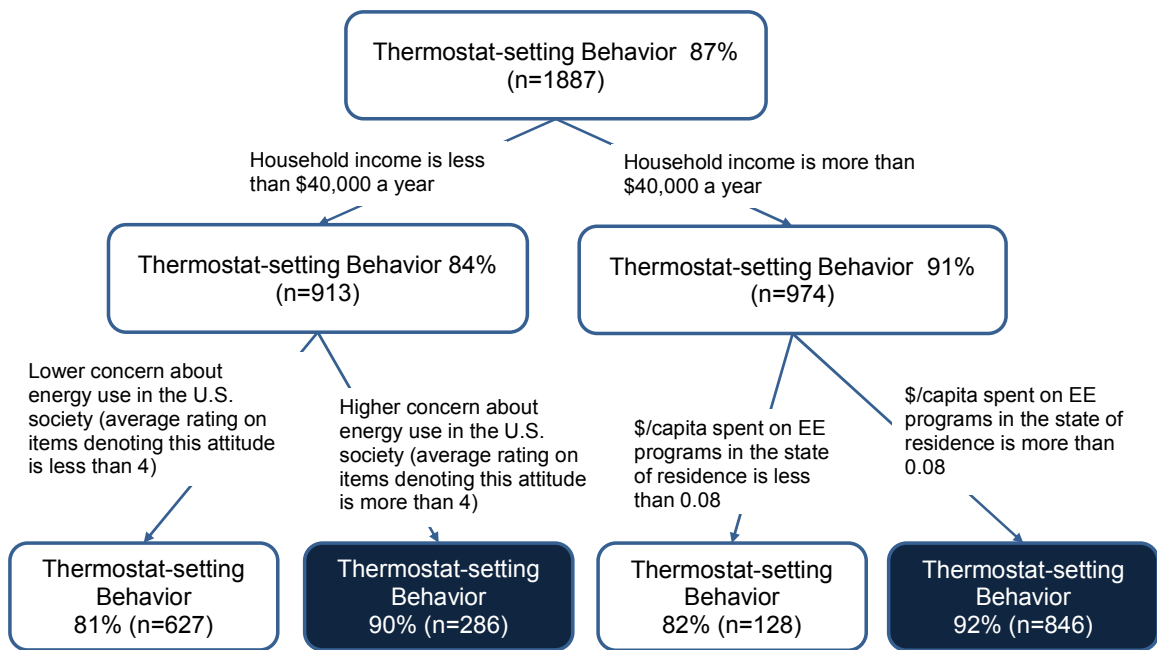 Thermostat-setting Behavior 87%
(n=1887)
Household income is less
than $40,000 a year
Household income is more than
$40,000 a year
Thermostat-setting Behavior 84%
(n=913)
Thermostat-setting Behavior 91%
(n=974)
Lower concern about
energy use in the U.S.
society (average rating on
items denoting this attitude
is less than 4)
Higher concern about
energy use in the U.S.
society (average rating on
items denoting this attitude
is more than 4)
$/capita spent on EE
programs in the state
of residence is less
than 0.08
$/capita spent on EE
programs in the state of
residence is more than
0.08
Thermostat-setting
Behavior
81% (n=627)
Thermostat-setting
Behavior
90% (n=286)
Thermostat-setting
Behavior
82% (n=128)
Thermostat-setting
Behavior
92% (n=846)